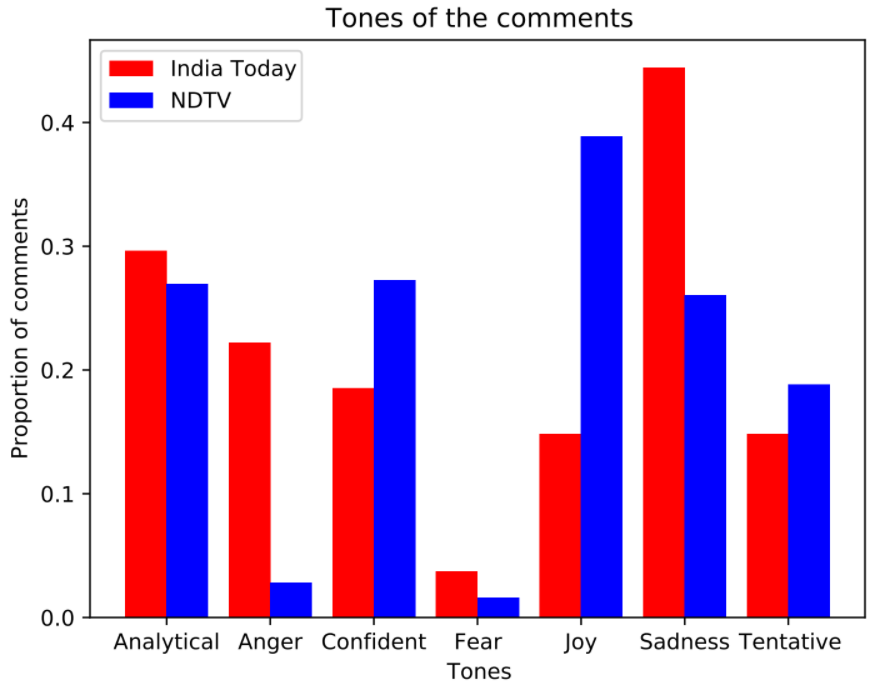 Tones of the comments
India Today
NDTV
Proportion of comments
0.4
0.3
0.2
0.1
0.0
Analytical Anger Confident Fear Joy Sadness Tentative
Tones